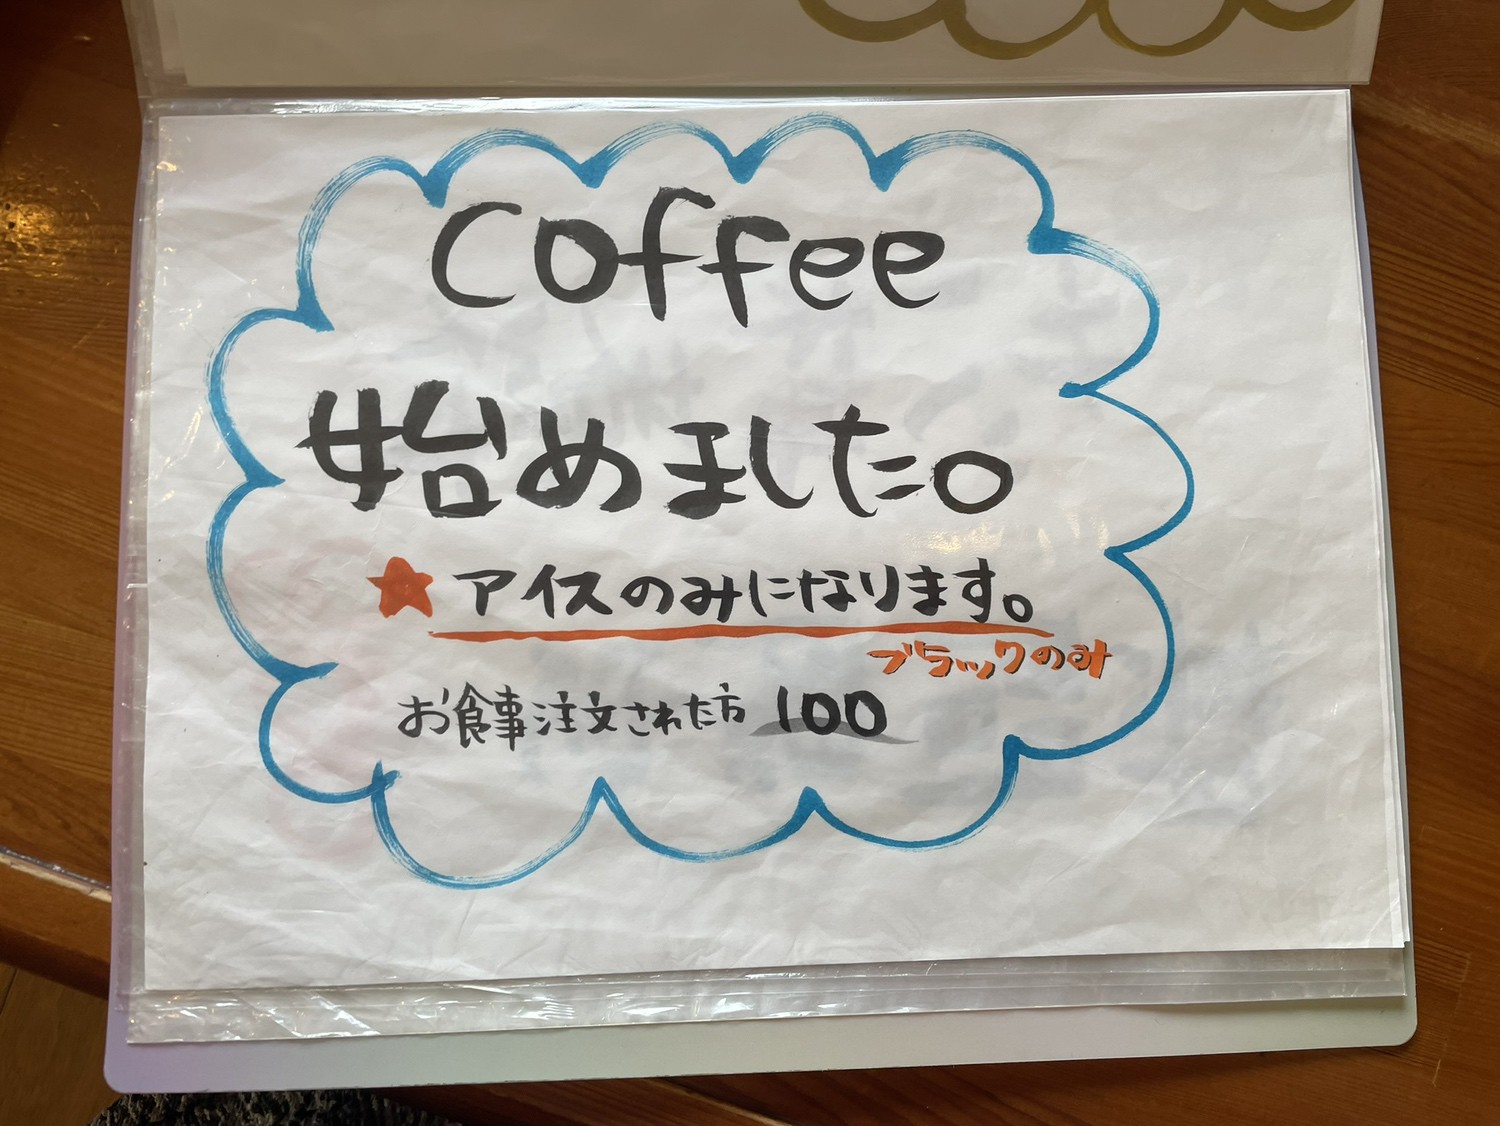 coffee
始めました。
★アイスのみになります。
ブラックのみ
お食事注文された方 100